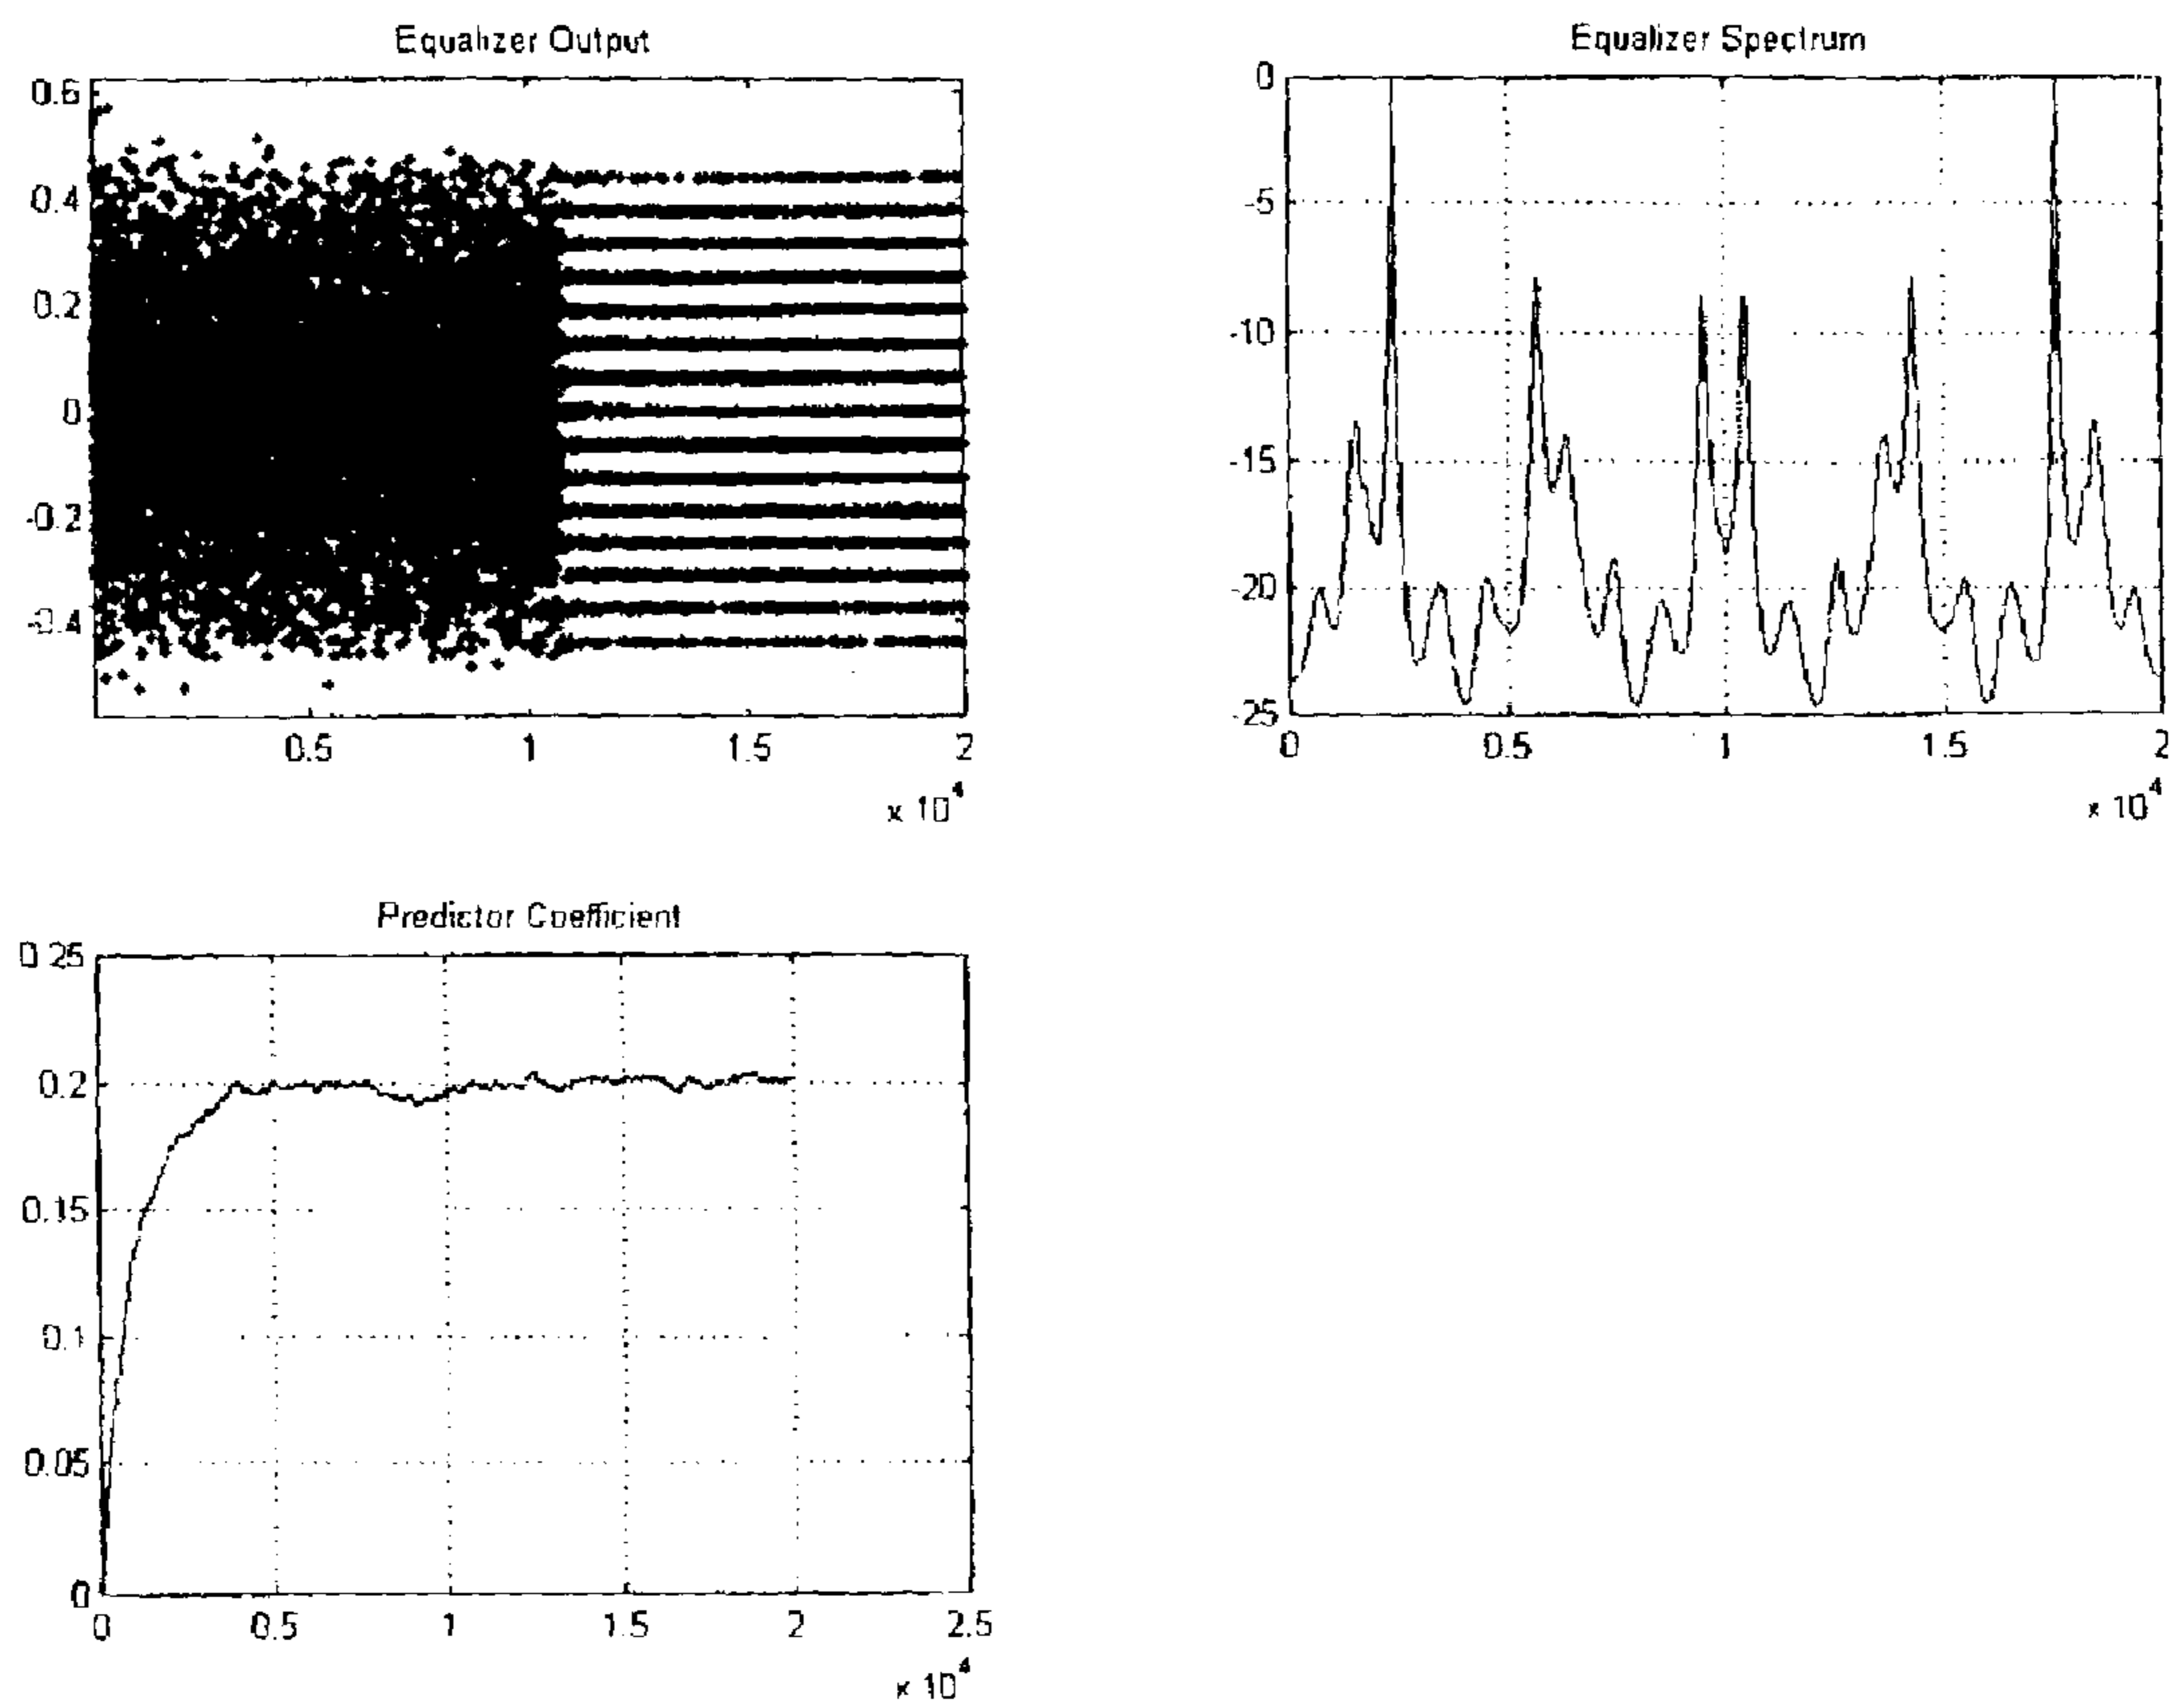 Equalizer Output
0.6
0.4
0.2
0
-0.2
-0.4
0.5 1 1.5 2
x 10^4
Equalizer Spectrum
0
-5
-10
-15
-20
-25
0 0.5 1 1.5 2
x 10^4
Predictor Coefficient
0.25
0.2
0.15
0.1
0.05
0
0 0.5 1 1.5 2 2.5
x 10^4